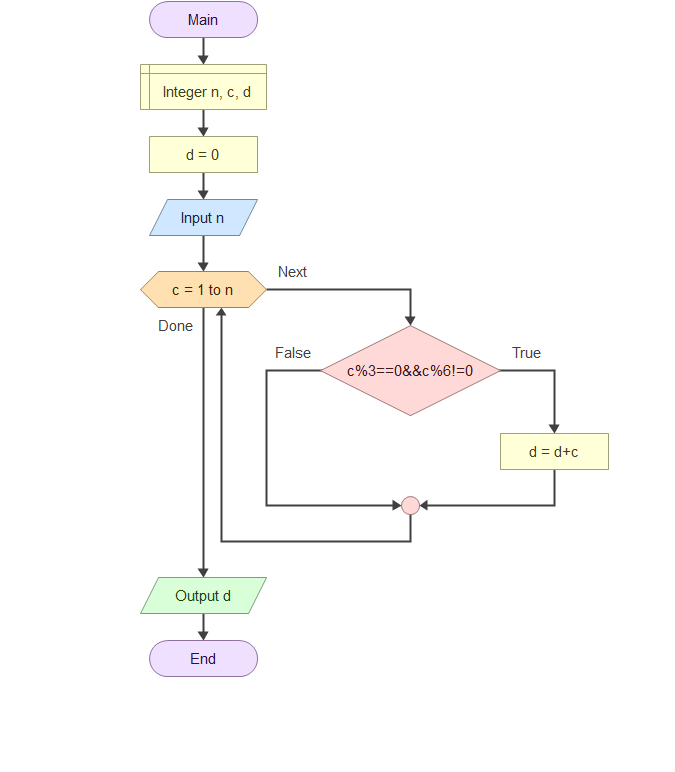 Main
Integer n, c, d
d = 0
Input n
c = 1 to n
Next
Done
False
True
c%3==0&&c%6!=0
d = d+c
Output d
End